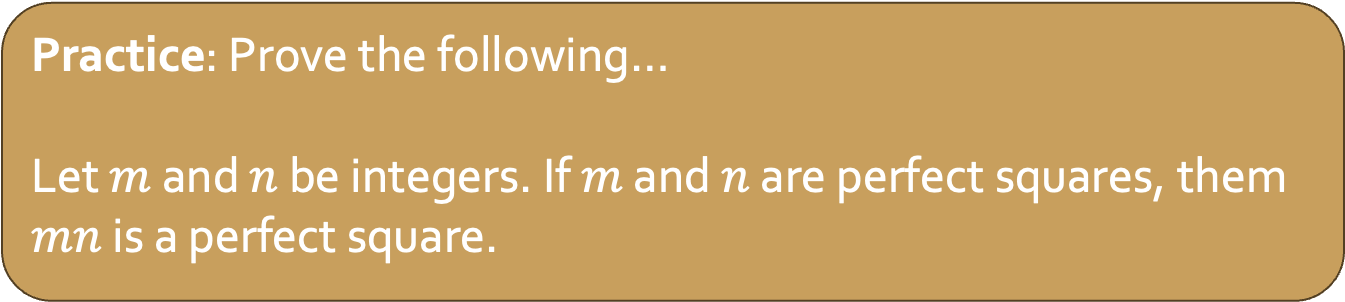 Practice: Prove the following...
Let m and n be integers. If m and n are perfect squares, them
mn is a perfect square.